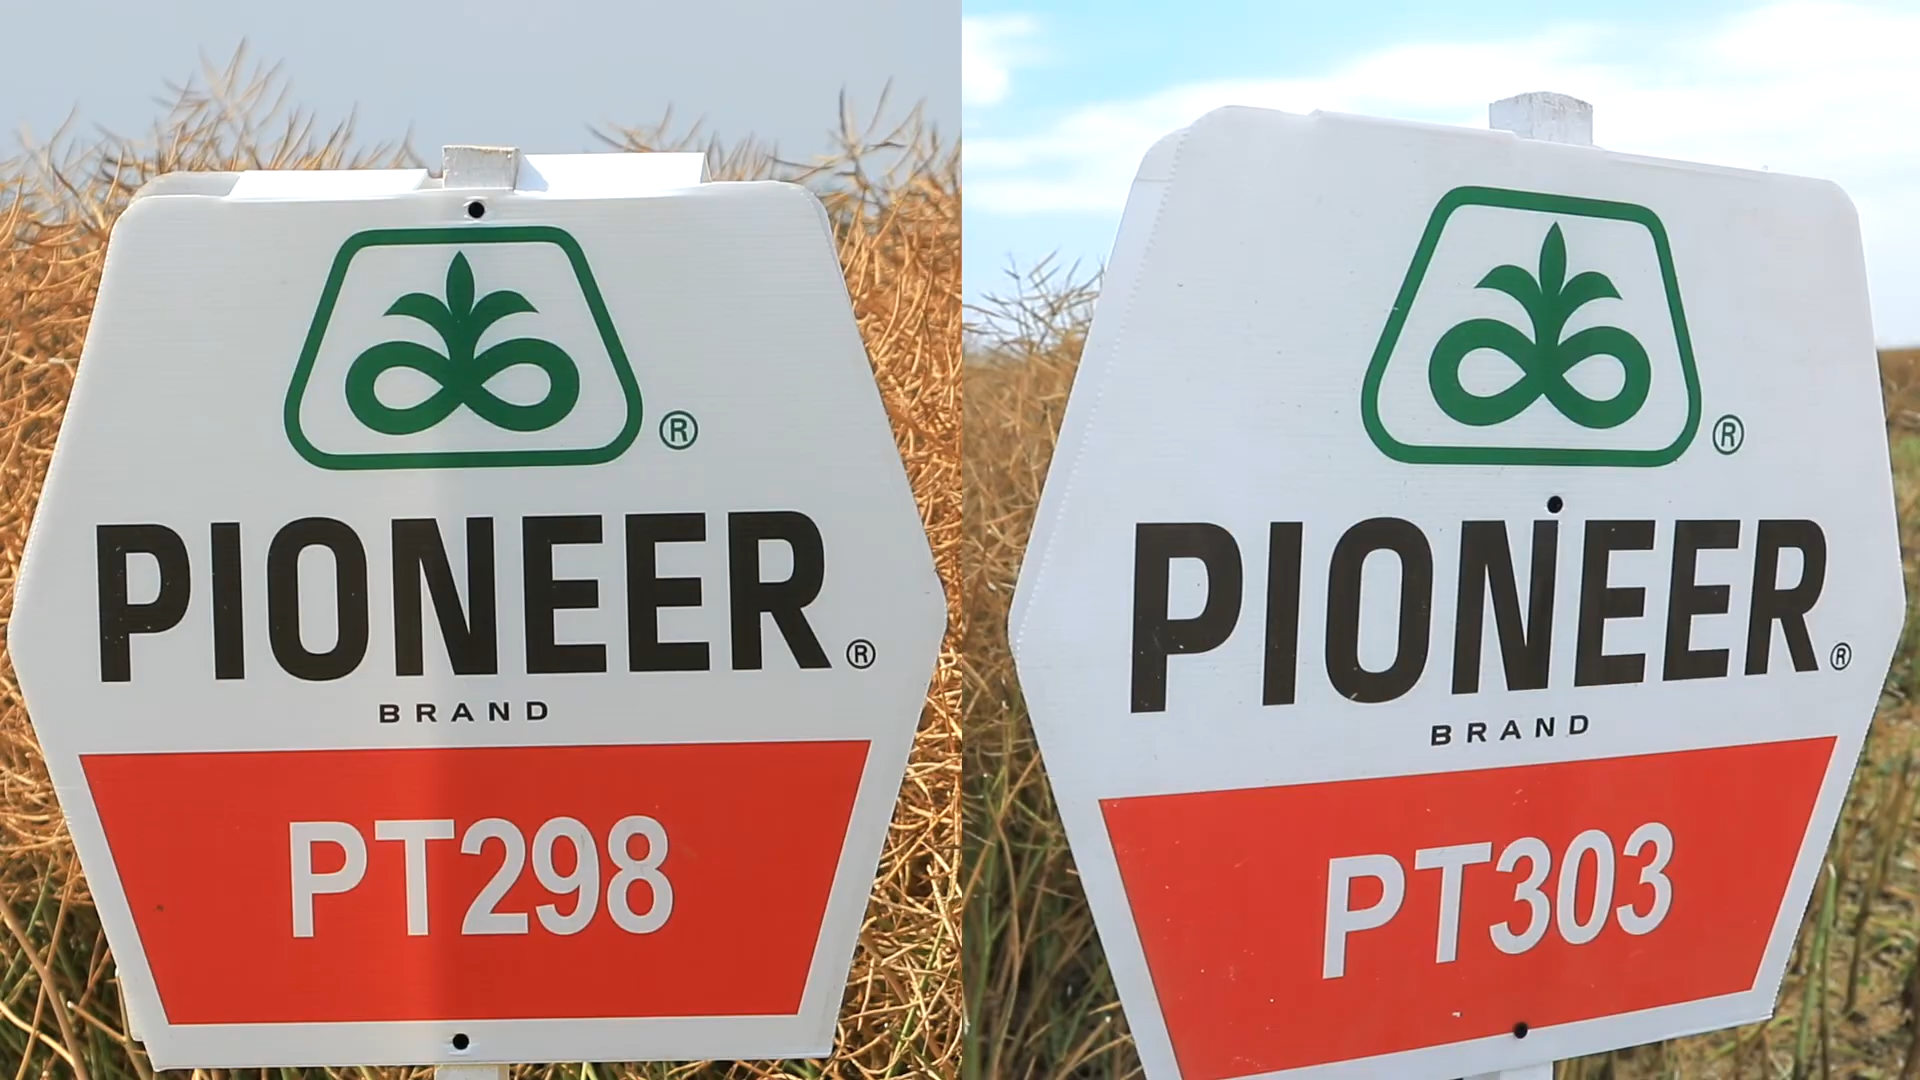 ®
PIONEER®
BRAND
PT298
®
PIONEER®
BRAND
PT303